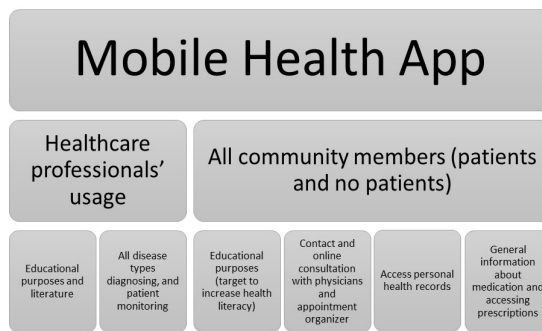 Mobile Health App
Healthcare
professionals’
usage
All community members (patients
and no patients)
Educational
purposes and
literature
All disease
types
diagnosing, and
patient
monitoring
Educational
purposes
(target to
increase health
literacy)
Contact and
online
consultation
with physicians
and
appointment
organizer
Access personal
health records
General
information
about
medication and
accessing
prescriptions